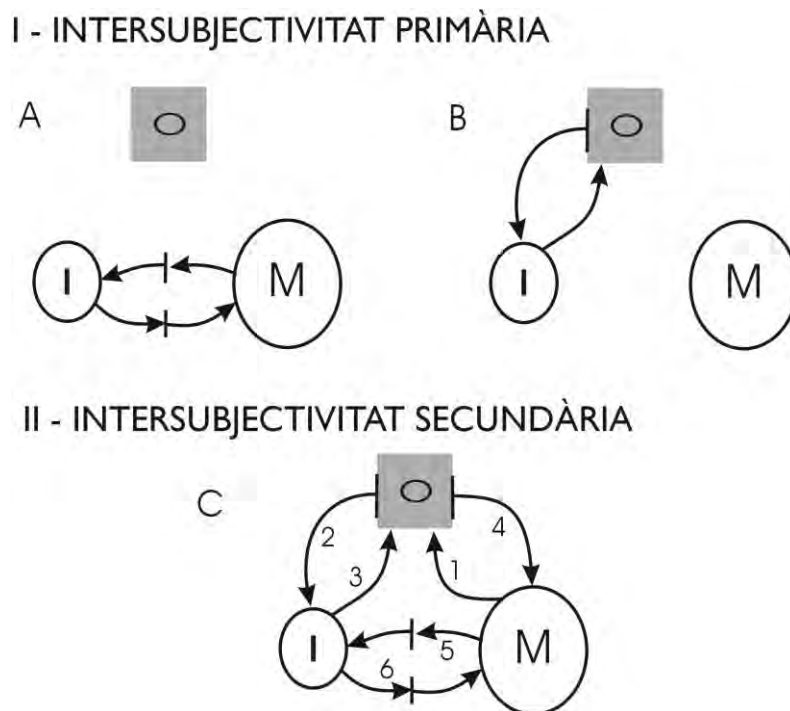 I - INTERSUBJECTIVITAT PRIMÀRIA
A
O
I
M
B
O
I
M
II - INTERSUBJECTIVITAT SECUNDÀRIA
C
O
2
4
3
1
I
M
5
6